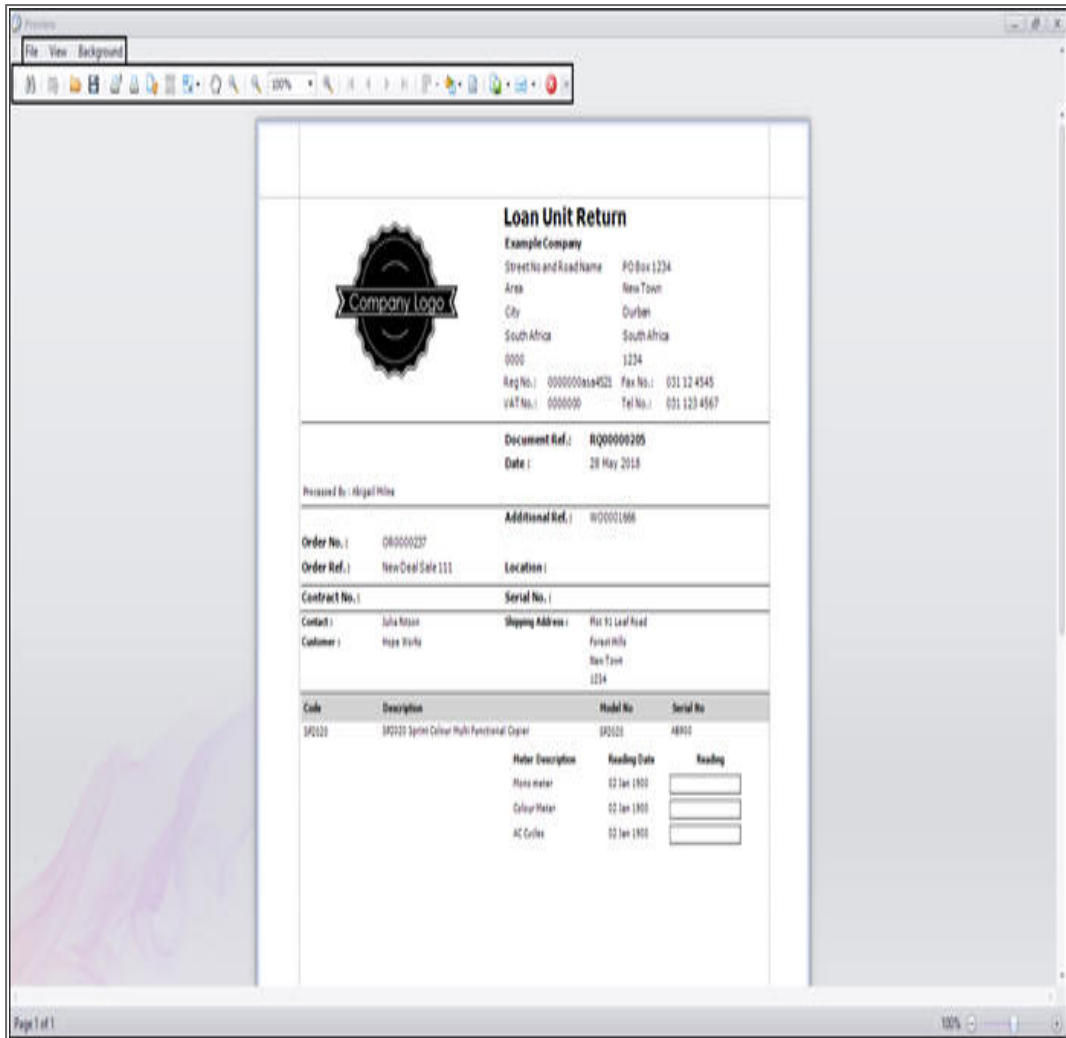 Preview
File View Background
100%
Loan Unit Return
Company Logo
Example Company
Street No and Road Name PO Box 1234
Area New Town
City Durban
South Africa South Africa
0000 1234
Reg No.: 0000000asa4521 Fax No.: 031 12 4545
VAT No.: 0000000 Tel No.: 031 123 4567
Document Ref.: RQ00000205
Date : 28 May 2018
Processed By : Abigail Milne
Additional Ref. : WO0001666
Order No. : OR0000237
Order Ref. : New Deal Sale 111 Location :
Contract No. : Serial No. :
Contact : Julia Shipping Address : Plot 91 Leaf Road
Customer : Hope Works Forest Hills
New Town
1234
Code Description Model No Serial No
SP2020 SP2020 Sprint Colour Multi Functional Copier SP2020 AB900
Meter Description Reading Date Reading
Mono meter 02 Jan 1900
Colour Meter 02 Jan 1900
AC Cycles 02 Jan 1900
Page 1 of 1 100%